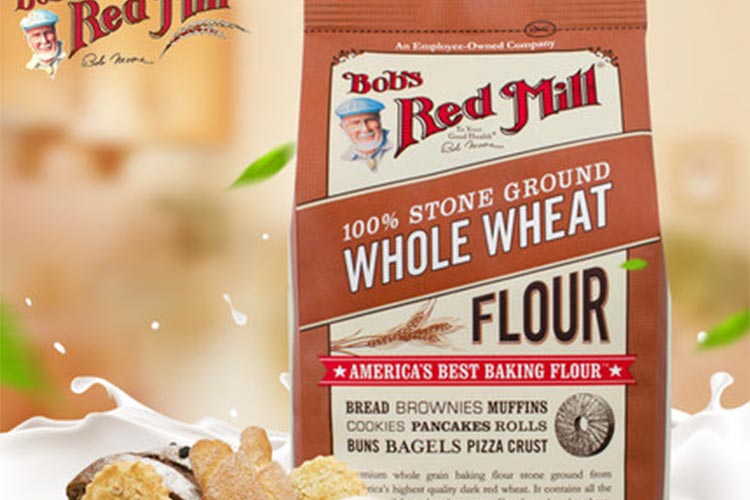 Bob's
Red Mill
Bob Moore
An Employee-Owned Company
Bob's
Red Mill®
To Your
Good Health®
Bob Moore
100% STONE GROUND
WHOLE WHEAT
FLOUR
AMERICA'S BEST BAKING FLOUR™
BREAD BROWNIES MUFFINS
COOKIES PANCAKES ROLLS
BUNS BAGELS PIZZA CRUST
whole grain baking flour stone ground from
highest quality dark red wheat. It contains all the